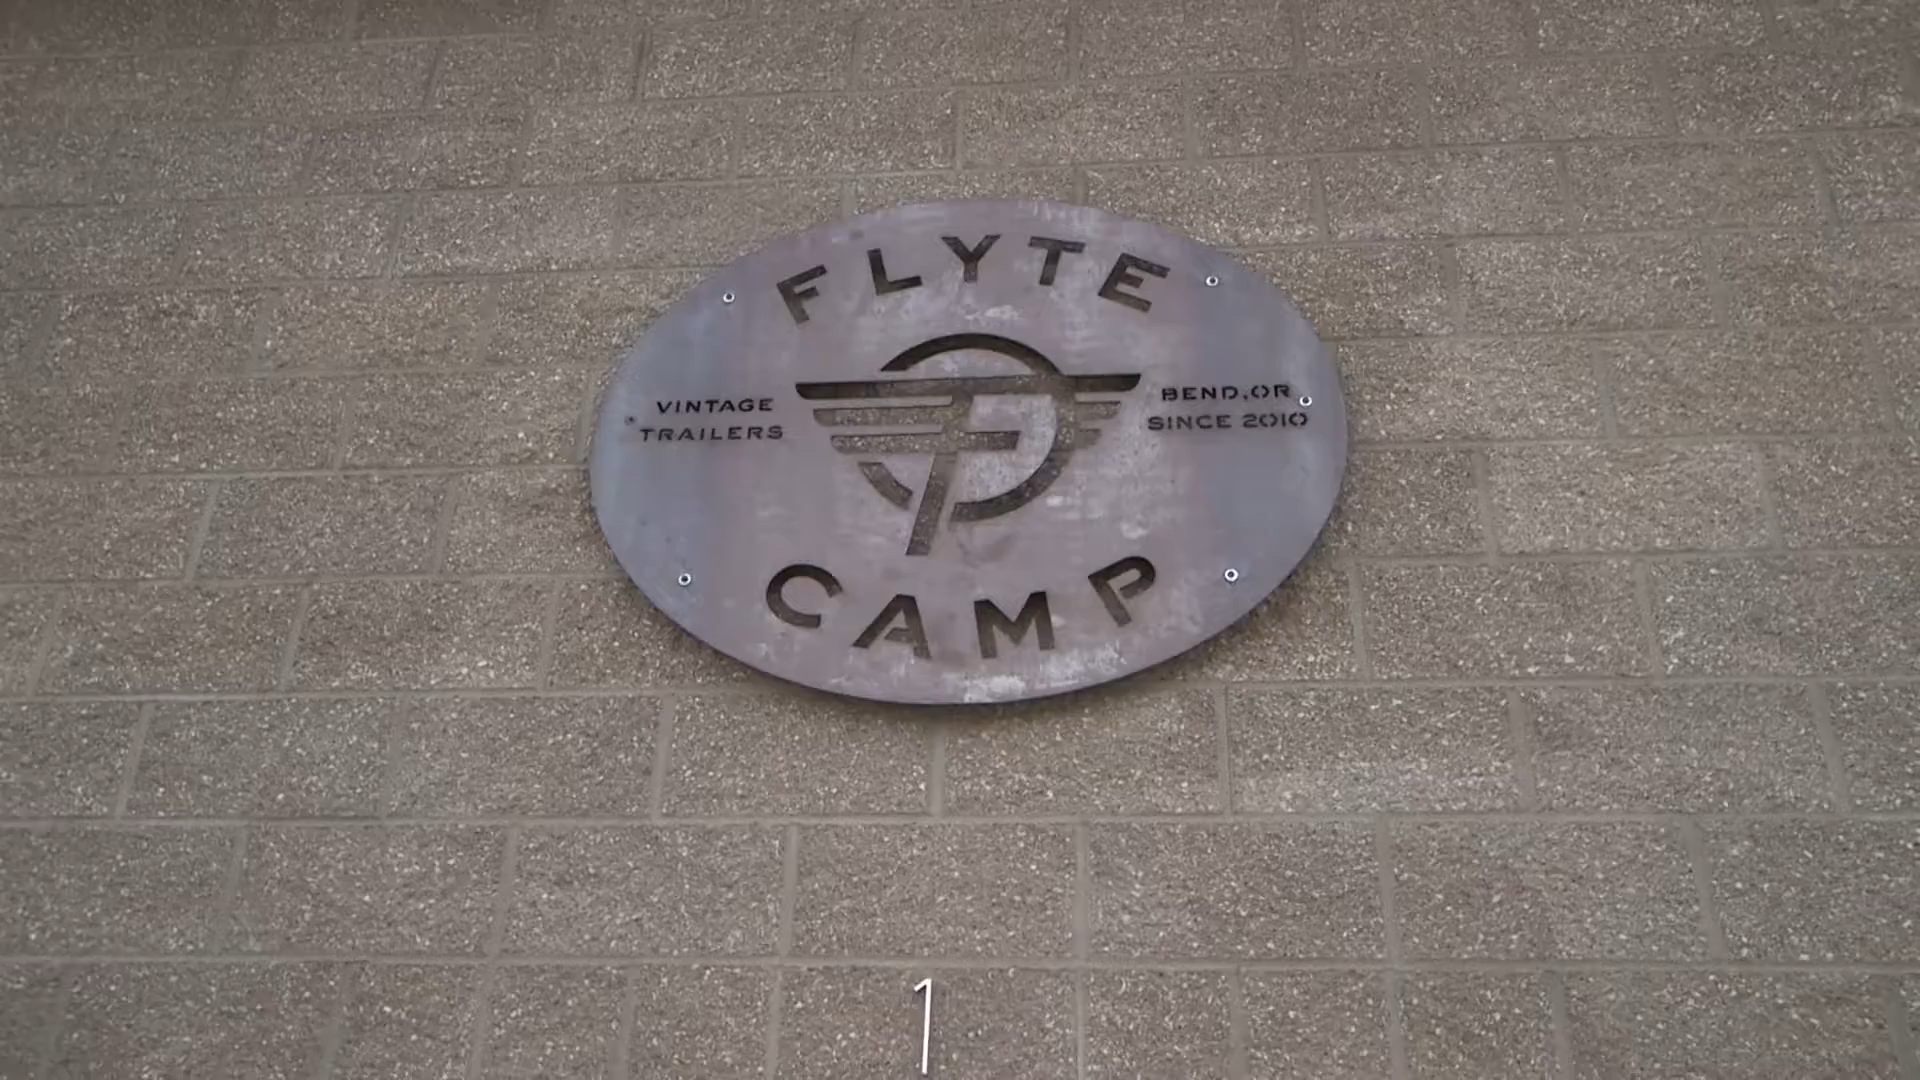 FLYTE
VINTAGE
TRAILERS
BEND, OR
SINCE 2010
CAMP
1